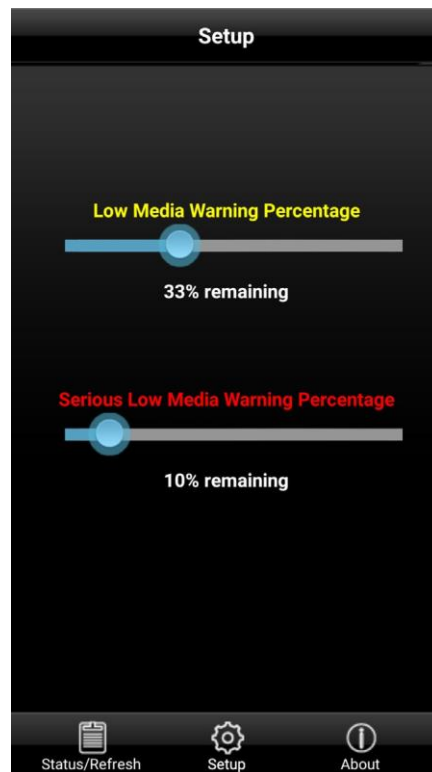 Setup
Low Media Warning Percentage
33% remaining
Serious Low Media Warning Percentage
10% remaining
Status/Refresh Setup About